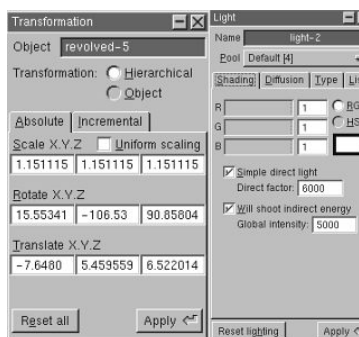 Transformation
Object revolved-5
Transformation: Hierarchical
Object
Absolute Incremental
Scale X.Y.Z Uniform scaling
1.151115 1.151115 1.151115
Rotate X.Y.Z
15.55341 -106.53 90.85804
Translate X.Y.Z
-7.6480 5.459559 6.522014
Reset all Apply
Light
Name light-2
Pool Default [4]
Shading Diffusion Type
R 1
G 1
B 1
Simple direct light
Direct factor: 6000
Will shoot indirect energy
Global intensity: 5000
Reset lighting Apply